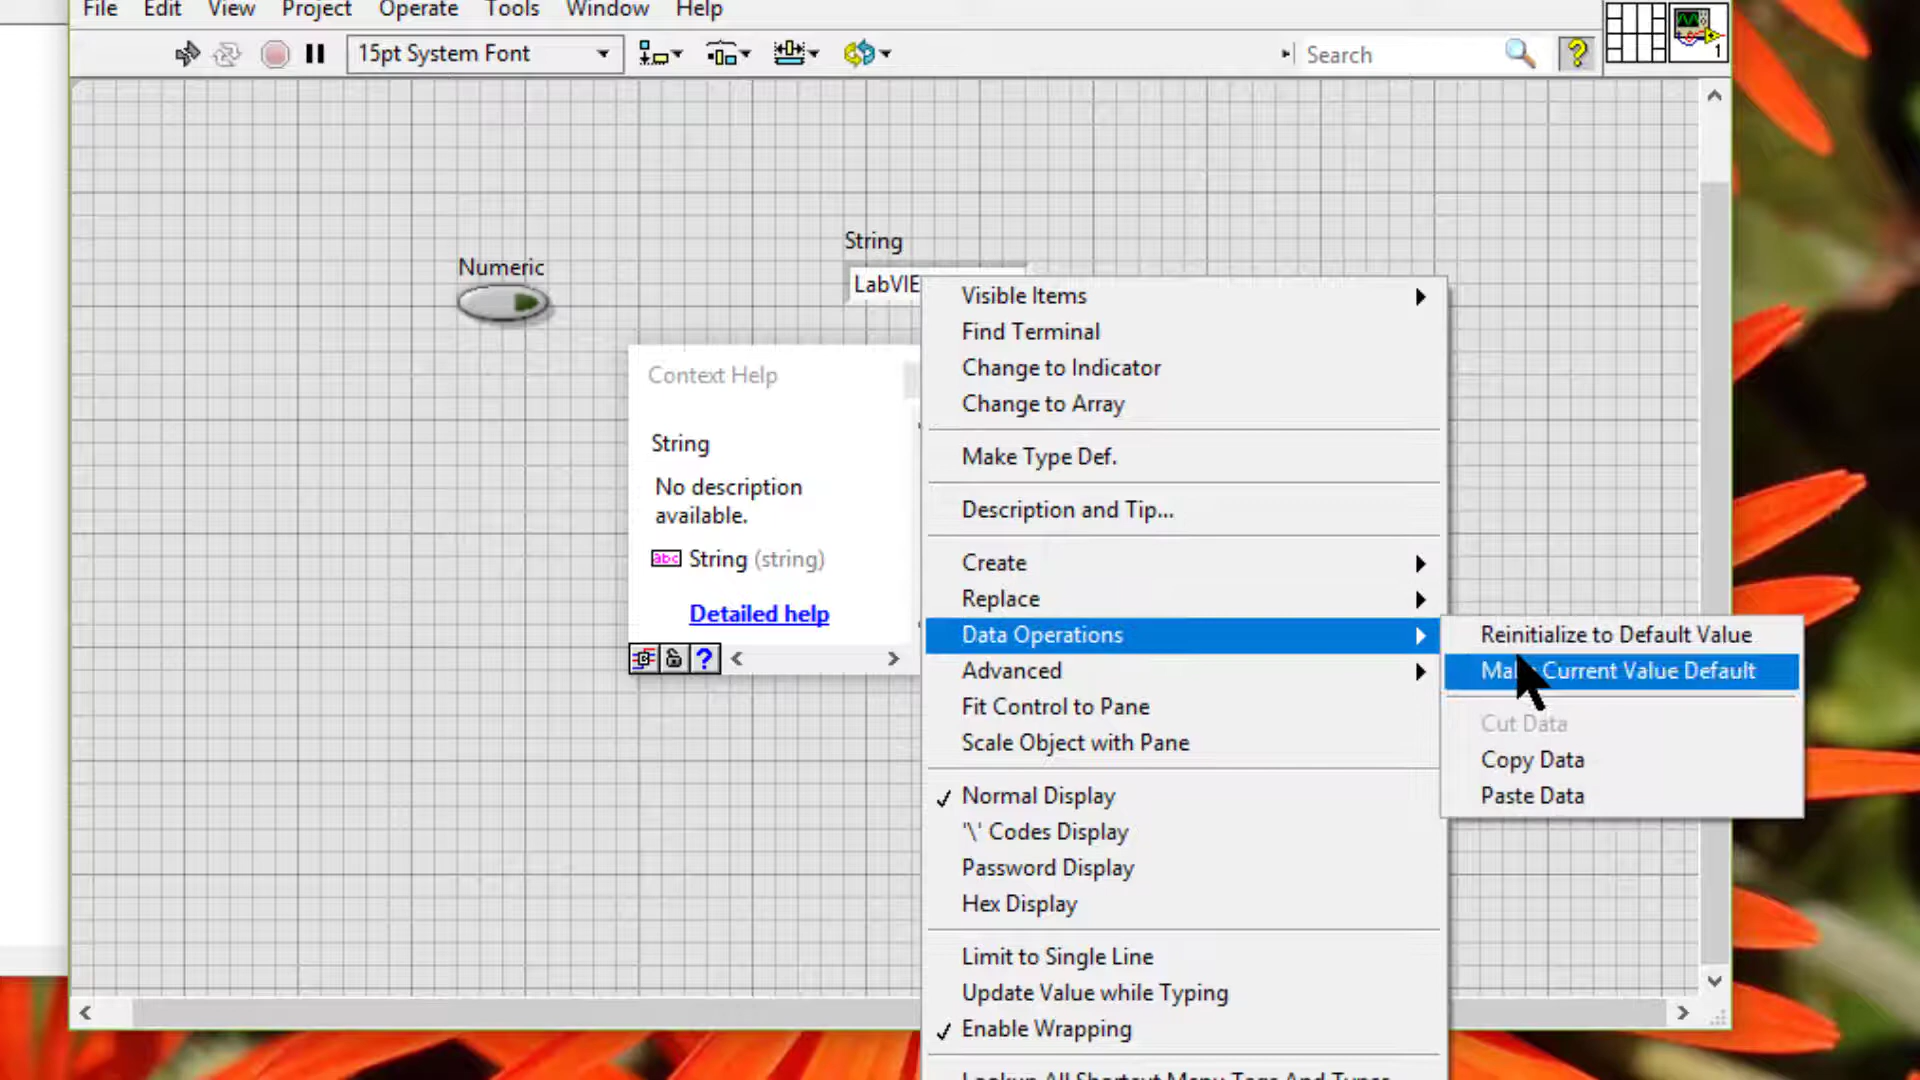 File Edit View Project Operate Tools Window Help
15pt System Font
Search
1
String
Numeric
LabVIE
Visible Items
Find Terminal
Change to Indicator
Change to Array
Context Help
String
No description
available.
abc String (string)
Detailed help
?
Make Type Def.
Description and Tip...
Create
Replace
Data Operations
Advanced
Fit Control to Pane
Scale Object with Pane
Normal Display
'\' Codes Display
Password Display
Hex Display
Limit to Single Line
Update Value while Typing
Enable Wrapping
Reinitialize to Default Value
Current Value Default
Cut Data
Copy Data
Paste Data